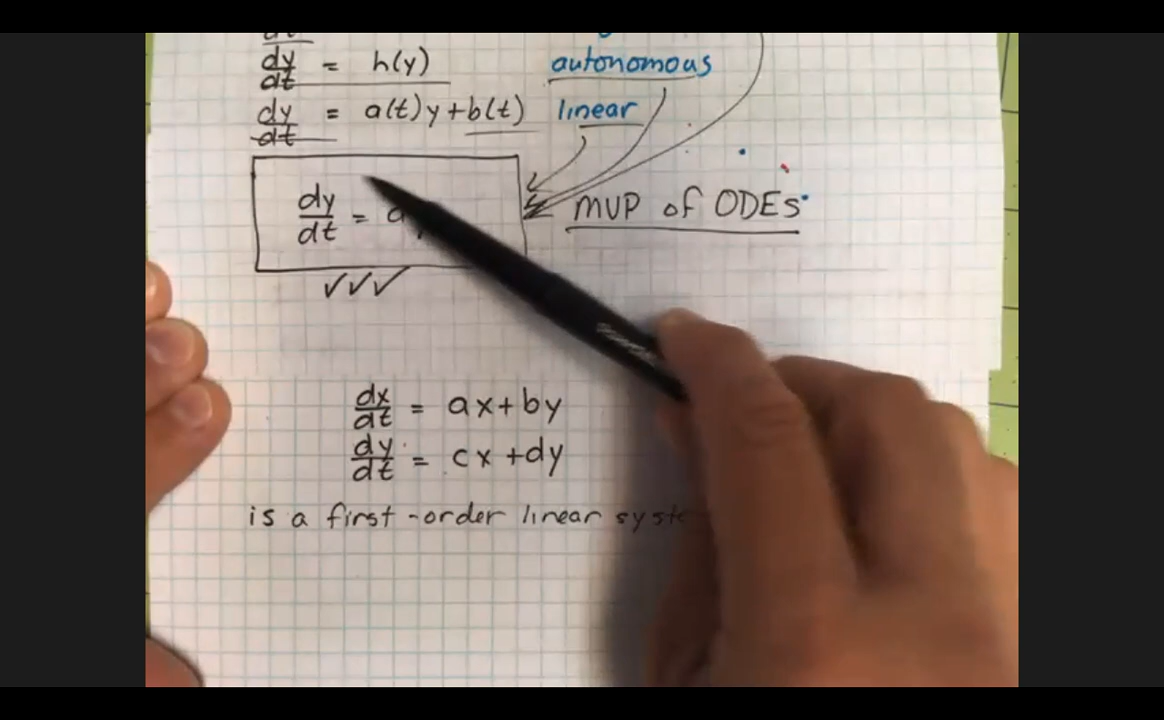 dy/dt = h(y) autonomous
dy/dt = a(t)y+b(t) linear
dy/dt = a
MVP of ODEs
✓✓✓
dx/dt = ax+by
dy/dt = cx+dy
is a first-order linear